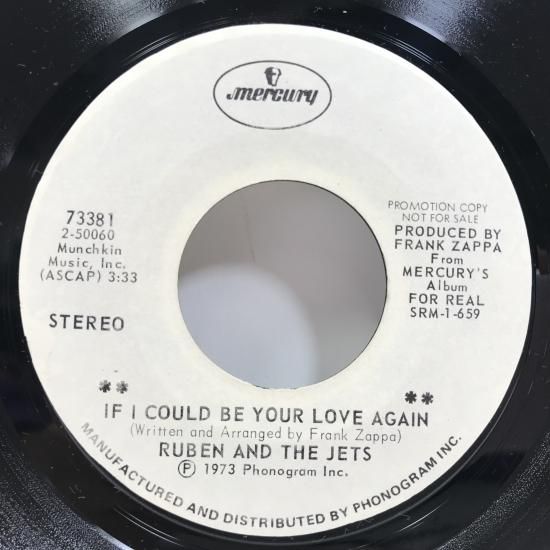 mercury
73381
2-50060
Munchkin
Music, Inc.
(ASCAP) 3:33
STEREO
PROMOTION COPY
NOT FOR SALE
PRODUCED BY
FRANK ZAPPA
From
MERCURY'S
Album
FOR REAL
SRM-1-659
** **
IF I COULD BE YOUR LOVE AGAIN
(Written and Arranged by Frank Zappa)
RUBEN AND THE JETS
Ⓟ 1973 Phonogram Inc.
MANUFACTURED AND DISTRIBUTED BY PHONOGRAM INC.